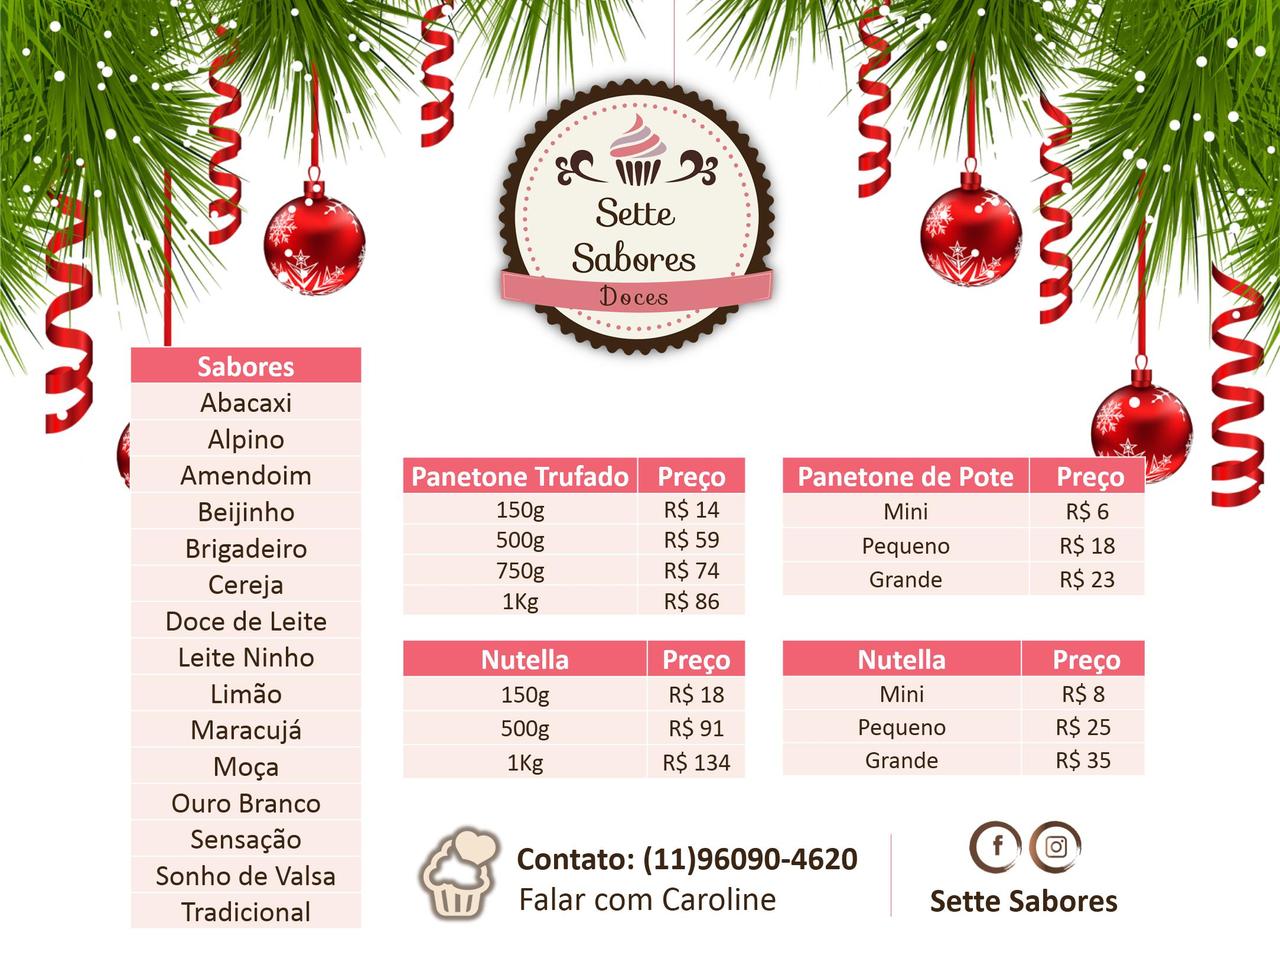 Sette
Sabores
Doces
Sabores
Abacaxi
Alpino
Amendoim
Beijinho
Brigadeiro
Cereja
Doce de Leite
Leite Ninho
Limão
Maracujá
Moça
Ouro Branco
Sensação
Sonho de Valsa
Tradicional
Panetone Trufado Preço
150g R$ 14
500g R$ 59
750g R$ 74
1Kg R$ 86
Panetone de Pote Preço
Mini R$ 6
Pequeno R$ 18
Grande R$ 23
Nutella Preço
150g R$ 18
500g R$ 91
1Kg R$ 134
Nutella Preço
Mini R$ 8
Pequeno R$ 25
Grande R$ 35
Contato: (11)96090-4620
Falar com Caroline
Sette Sabores